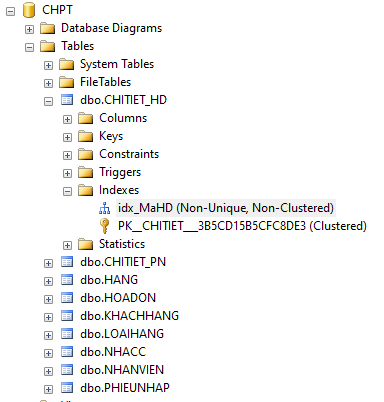 CHPT
Database Diagrams
Tables
System Tables
FileTables
dbo.CHITIET_HD
Columns
Keys
Constraints
Triggers
Indexes
idx_MaHD (Non-Unique, Non-Clustered)
PK__CHITIET___3B5CD15B5CFC8DE3 (Clustered)
Statistics
dbo.CHITIET_PN
dbo.HANG
dbo.HOADON
dbo.KHACHHANG
dbo.LOAIHANG
dbo.NHACC
dbo.NHANVIEN
dbo.PHIEUNHAP